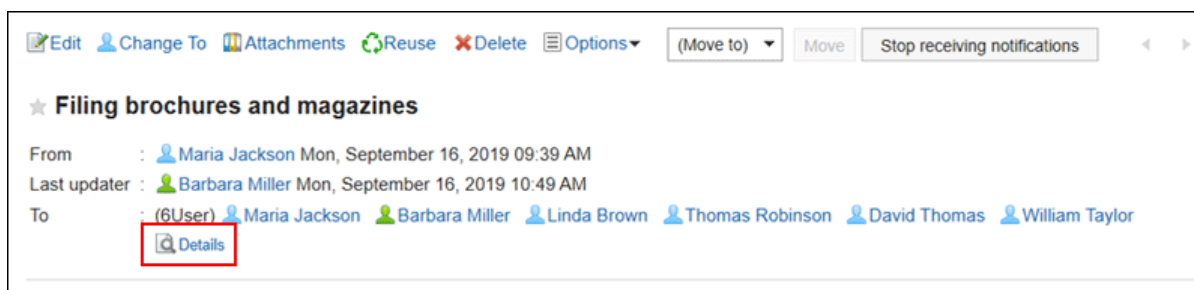 Edit Change To Attachments Reuse Delete Options (Move to) Move Stop receiving notifications
Filing brochures and magazines
From : Maria Jackson Mon, September 16, 2019 09:39 AM
Last updater : Barbara Miller Mon, September 16, 2019 10:49 AM
To : (6User) Maria Jackson Barbara Miller Linda Brown Thomas Robinson David Thomas William Taylor
Details